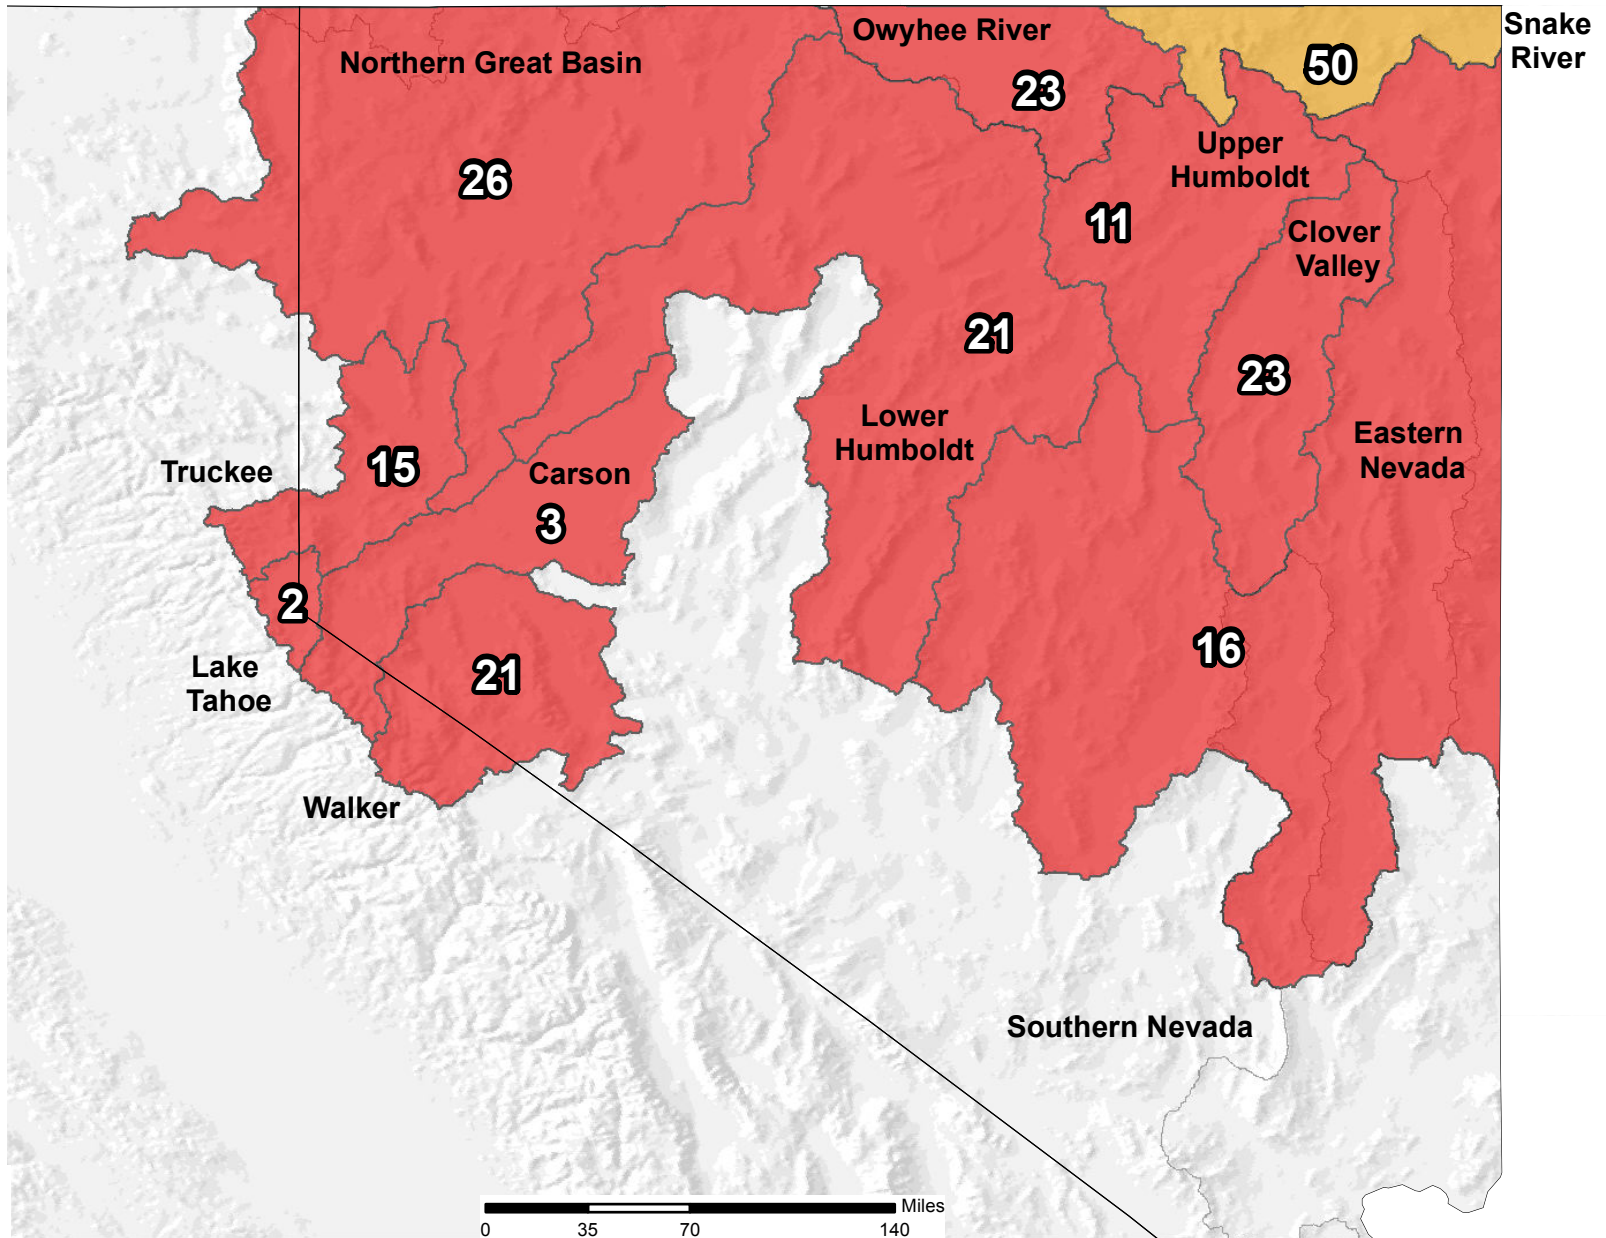 Snake
River
Owyhee River
Northern Great Basin
50
23
Upper
Humboldt
26
11
Clover
Valley
21
23
Lower
Humboldt
Eastern
Nevada
Truckee
15
Carson
3
2
16
Lake
Tahoe
21
Walker
Southern Nevada
Miles
0 35 70 140